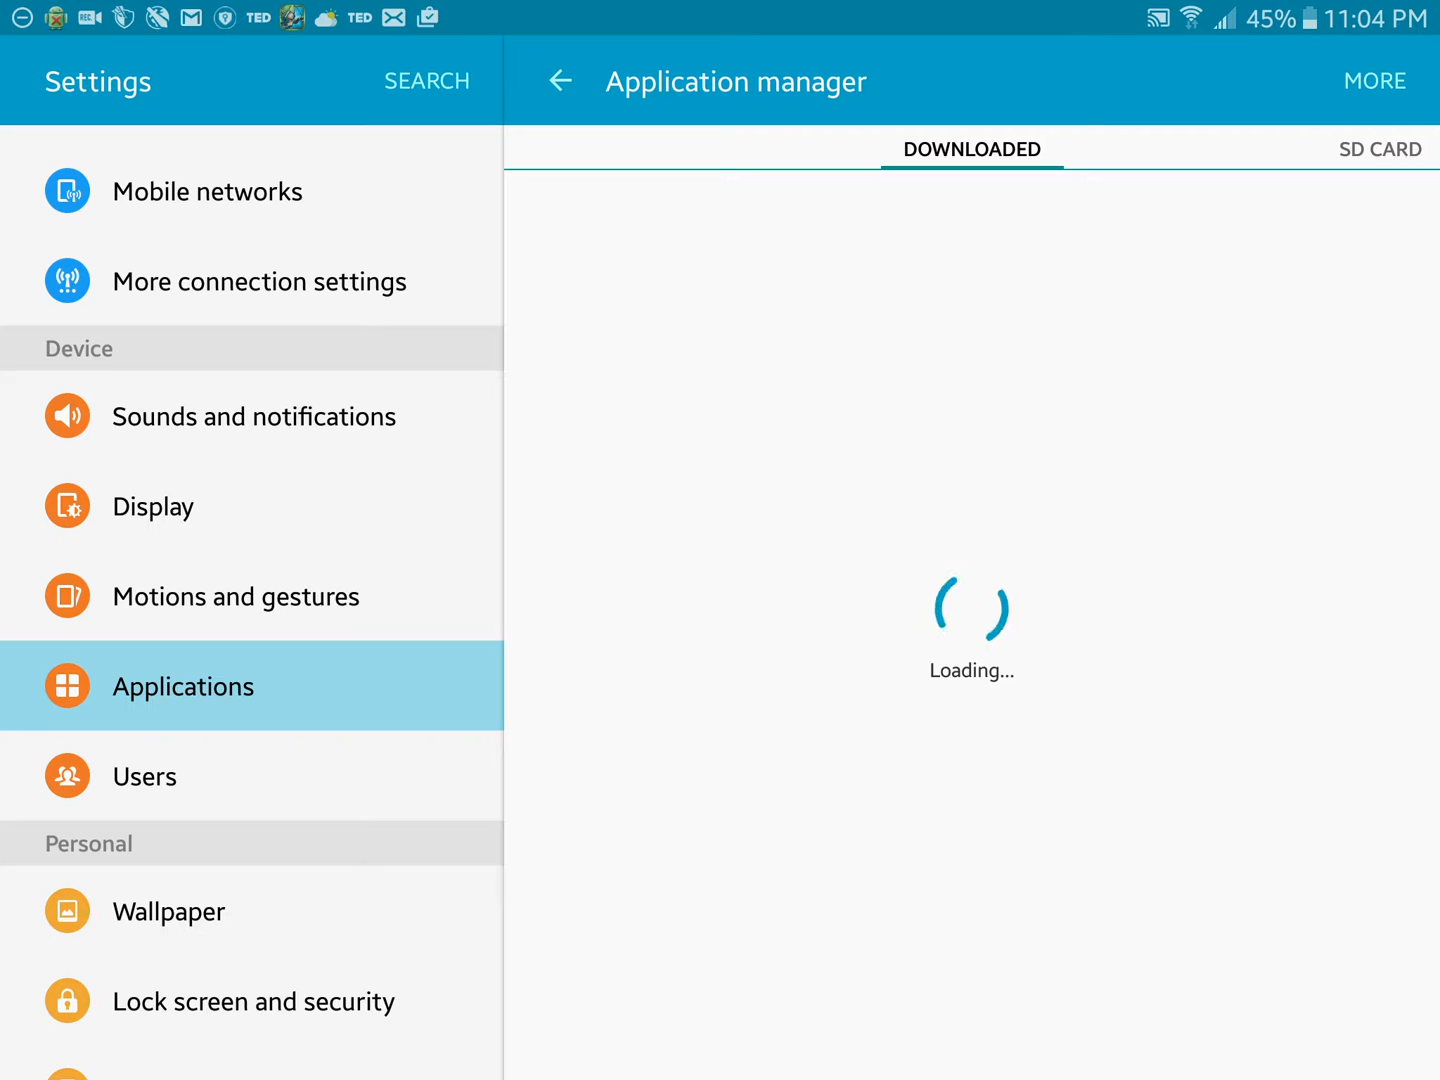 REC TED TED 45% 11:04 PM
Settings SEARCH
Application manager MORE
DOWNLOADED SD CARD
Mobile networks
More connection settings
Device
Sounds and notifications
Display
Motions and gestures
Applications
Users
Personal
Wallpaper
Lock screen and security
Loading...